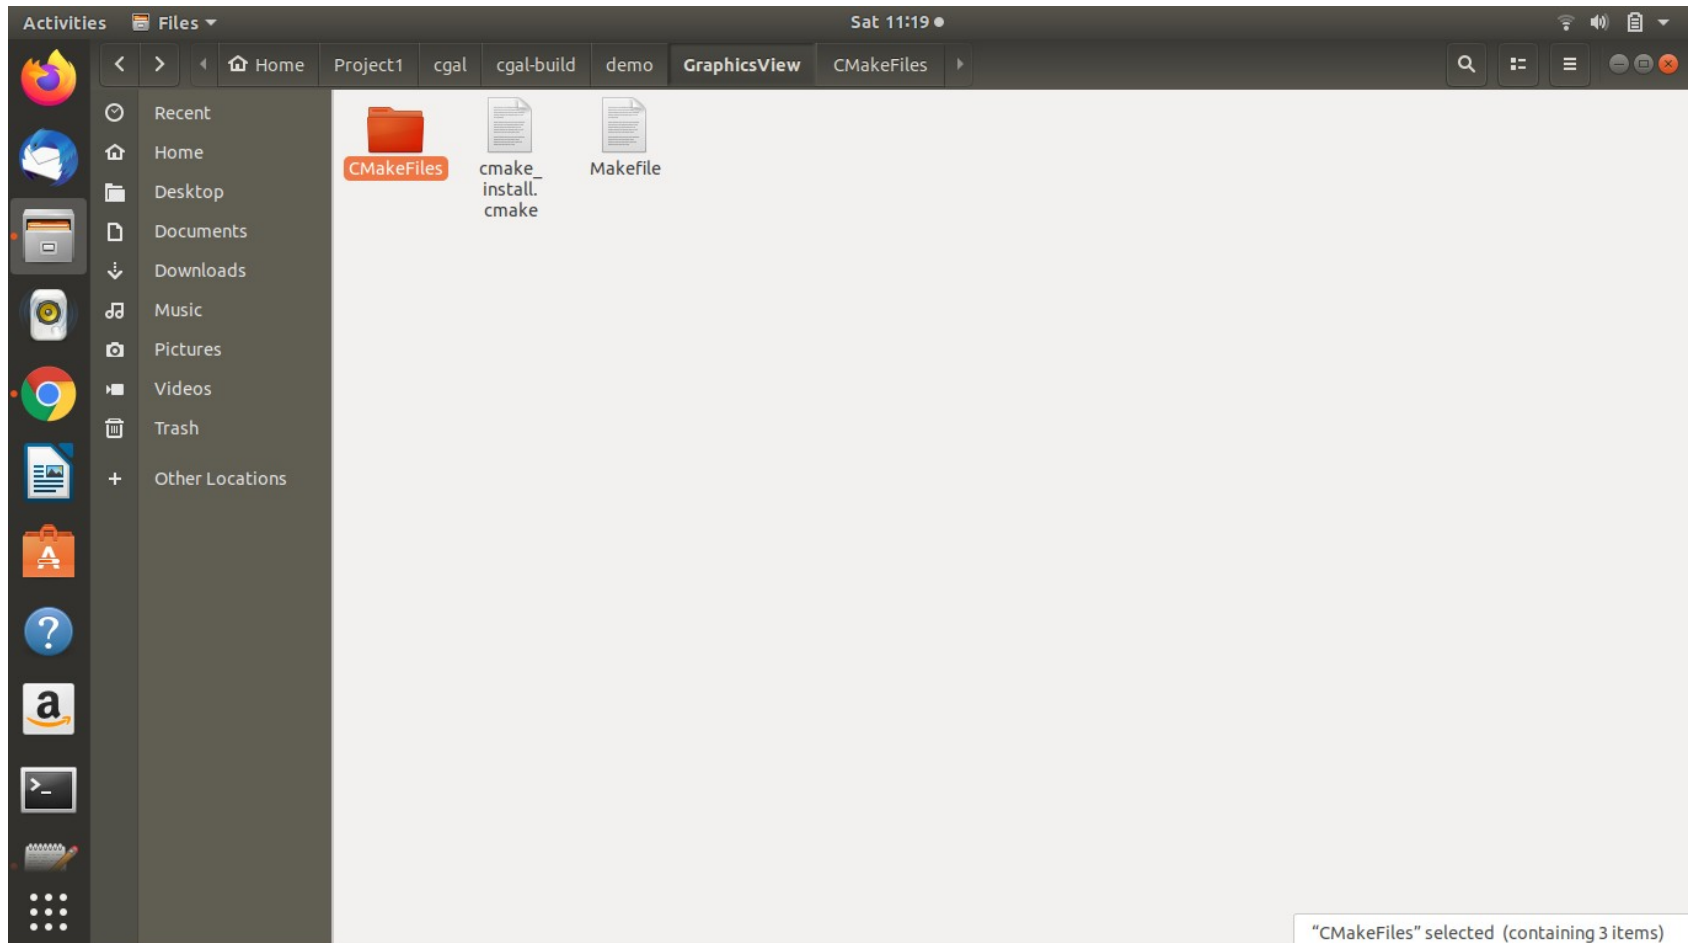 Activities Files Sat 11:19
Home Project1 cgal cgal-build demo GraphicsView CMakeFiles
Recent
Home
Desktop
Documents
Downloads
Music
Pictures
Videos
Trash
Other Locations
CMakeFiles
cmake_
install.
cmake
Makefile
"CMakeFiles" selected (containing 3 items)